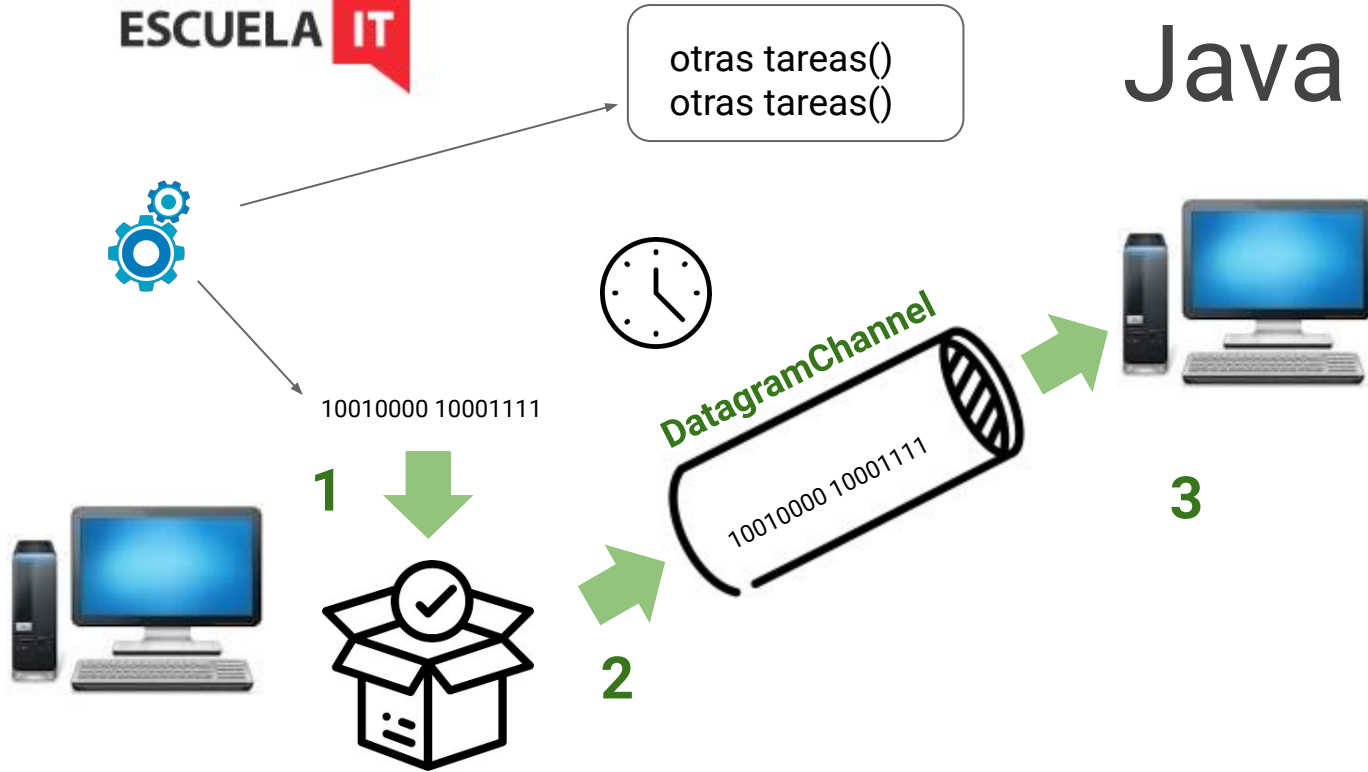 ESCUELA IT
otras tareas()
otras tareas()
Java
DatagramChannel
10010000 10001111
1
10010000 10001111
3
2